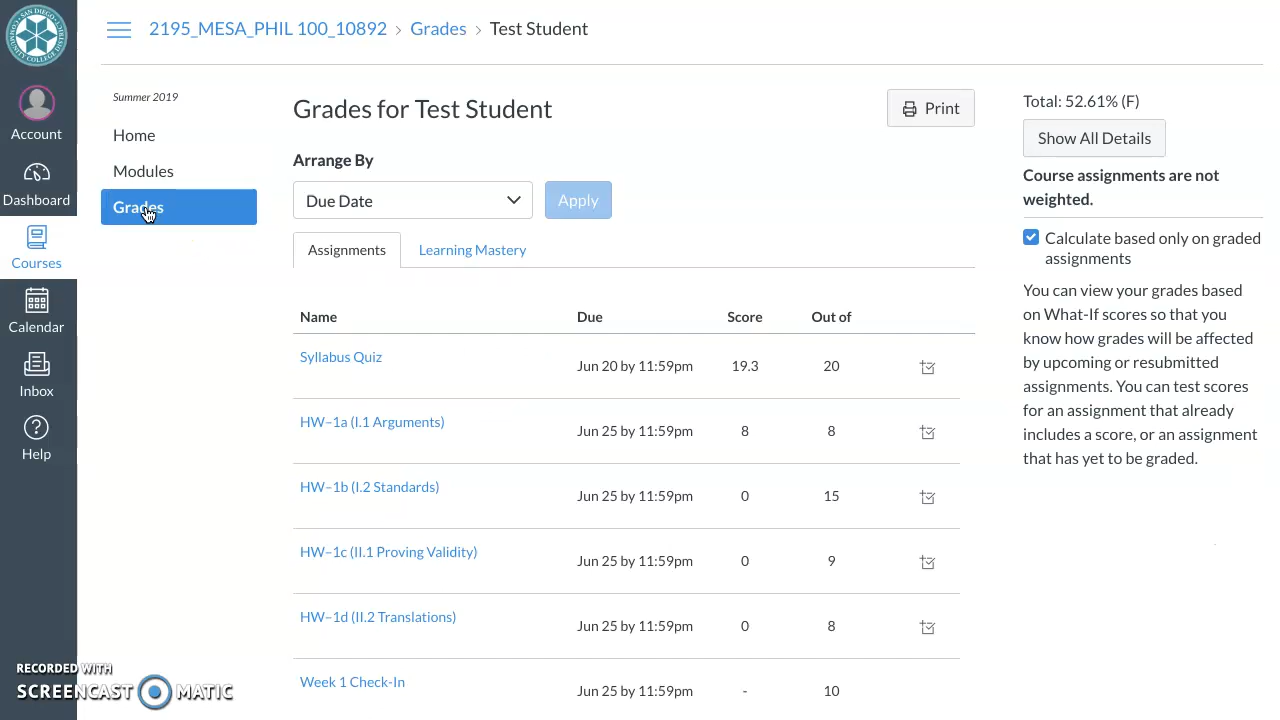 2195_MESA_PHIL 100_10892 › Grades › Test Student
SAN DIEGO
COMMUNITY COLLEGE DISTRICT
Account
Dashboard
Courses
Calendar
Inbox
Help
Summer 2019
Home
Modules
Grades
Grades for Test Student
Print
Arrange By
Due Date
Apply
Assignments
Learning Mastery
Name Due Score Out of
Syllabus Quiz Jun 20 by 11:59pm 19.3 20
HW–1a (I.1 Arguments) Jun 25 by 11:59pm 8 8
HW–1b (I.2 Standards) Jun 25 by 11:59pm 0 15
HW–1c (II.1 Proving Validity) Jun 25 by 11:59pm 0 9
HW–1d (II.2 Translations) Jun 25 by 11:59pm 0 8
Week 1 Check-In Jun 25 by 11:59pm - 10
Total: 52.61% (F)
Show All Details
Course assignments are not
weighted.
Calculate based only on graded
assignments
You can view your grades based
on What-If scores so that you
know how grades will be affected
by upcoming or resubmitted
assignments. You can test scores
for an assignment that already
includes a score, or an assignment
that has yet to be graded.
RECORDED WITH
SCREENCAST MATIC